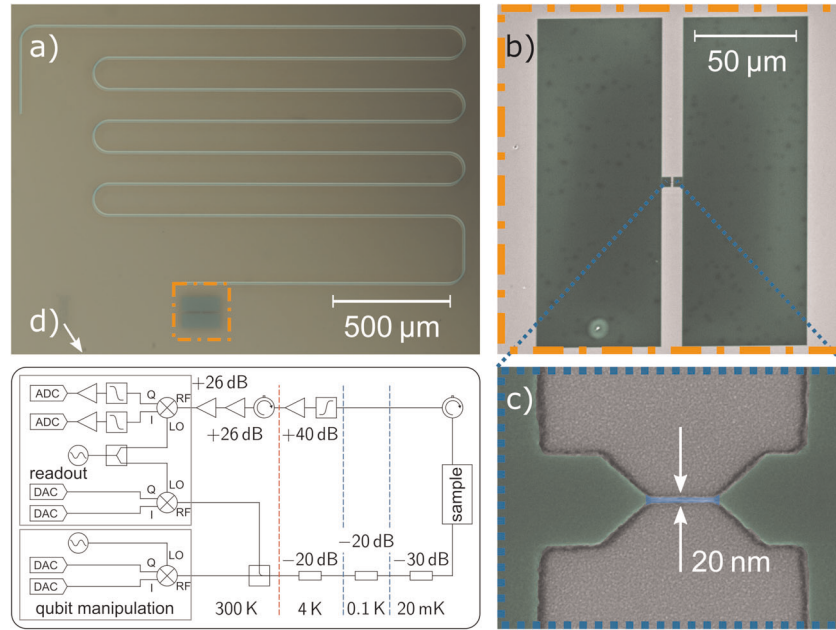 a)
500 µm
b)
50 µm
c)
20 nm
d)
+26 dB
ADC
Q
RF
ADC
I
LO
+26 dB
+40 dB
readout
LO
DAC
Q
DAC
I
RF
sample
−20 dB
−20 dB
−30 dB
LO
DAC
Q
DAC
I
RF
qubit manipulation
300 K
4 K
0.1 K
20 mK